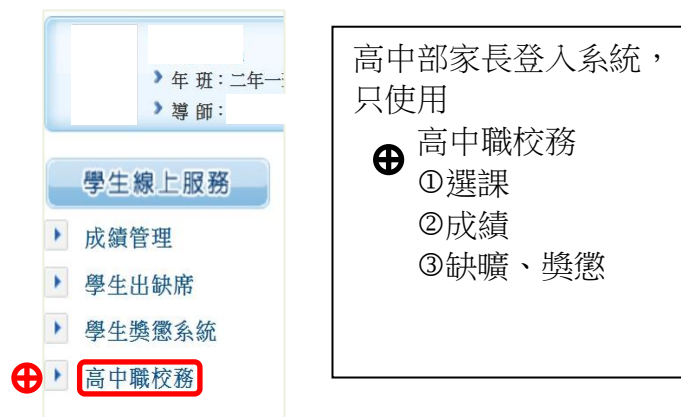 年 班：二年一
導 師：
學生線上服務
成績管理
學生出缺席
學生獎懲系統
高中職校務
高中部家長登入系統，
只使用
高中職校務
①選課
②成績
③缺曠、獎懲